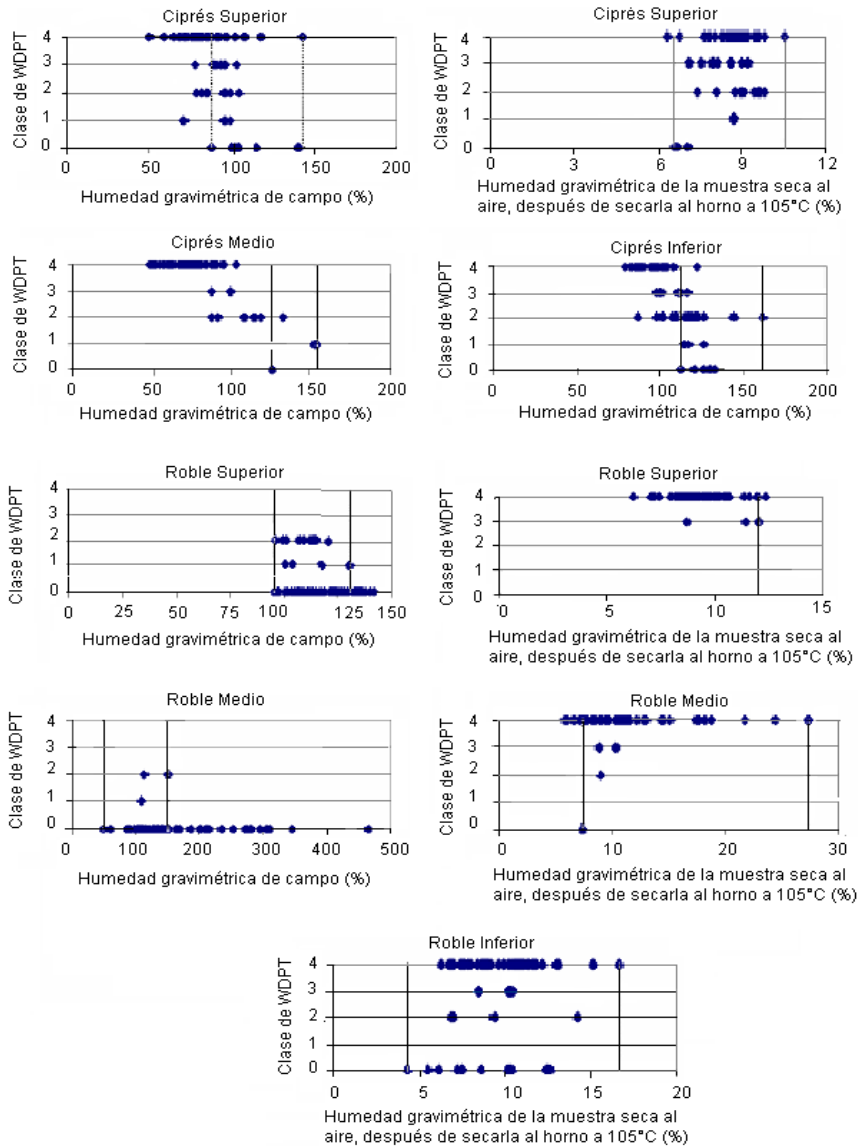 Ciprés Superior
Clase de WDPT
4
3
2
1
0
0 50 100 150 200
Humedad gravimétrica de campo (%)
Ciprés Superior
Clase de WDPT
4
3
2
1
0
0 3 6 9 12
Humedad gravimétrica de la muestra seca al
aire, después de secarla al horno a 105°C (%)
Ciprés Medio
Clase de WDPT
4
3
2
1
0
0 50 100 150 200
Humedad gravimétrica de campo (%)
Ciprés Inferior
Clase de WDPT
4
3
2
1
0
0 50 100 150 200
Humedad gravimétrica de campo (%)
Roble Superior
Clase de WDPT
4
3
2
1
0
0 25 50 75 100 125 150
Humedad gravimétrica de campo (%)
Roble Superior
Clase de WDPT
4
3
2
1
0 5 10 15
Humedad gravimétrica de la muestra seca al
aire, después de secarla al horno a 105°C (%)
Roble Medio
Clase de WDPT
4
3
2
1
0
0 100 200 300 400 500
Humedad gravimétrica de campo (%)
Roble Medio
Clase de WDPT
4
3
2
1
0
0 10 20 30
Humedad gravimétrica de la muestra seca al
aire, después de secarla al horno a 105°C (%)
Roble Inferior
Clase de WDPT
4
3
2
1
0
0 5 10 15 20
Humedad gravimétrica de la muestra seca al
aire, después de secarla al horno a 105°C (%)